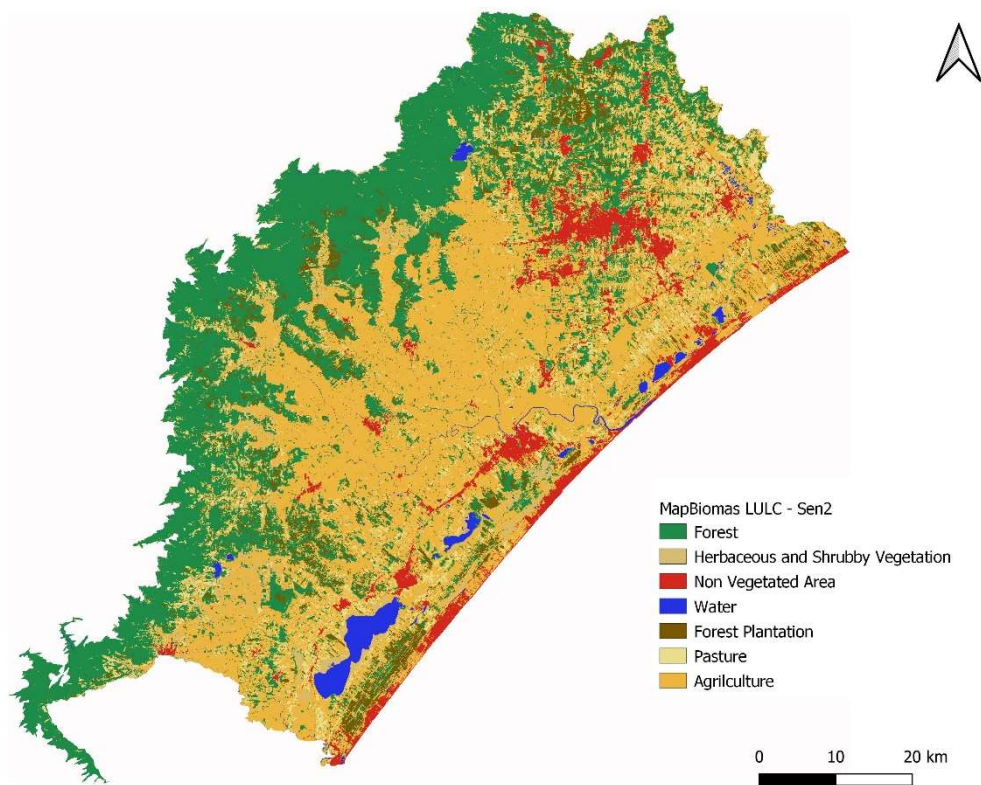 MapBiomas LULC - Sen2
Forest
Herbaceous and Shrubby Vegetation
Non Vegetated Area
Water
Forest Plantation
Pasture
Agrilculture
0 10 20 km